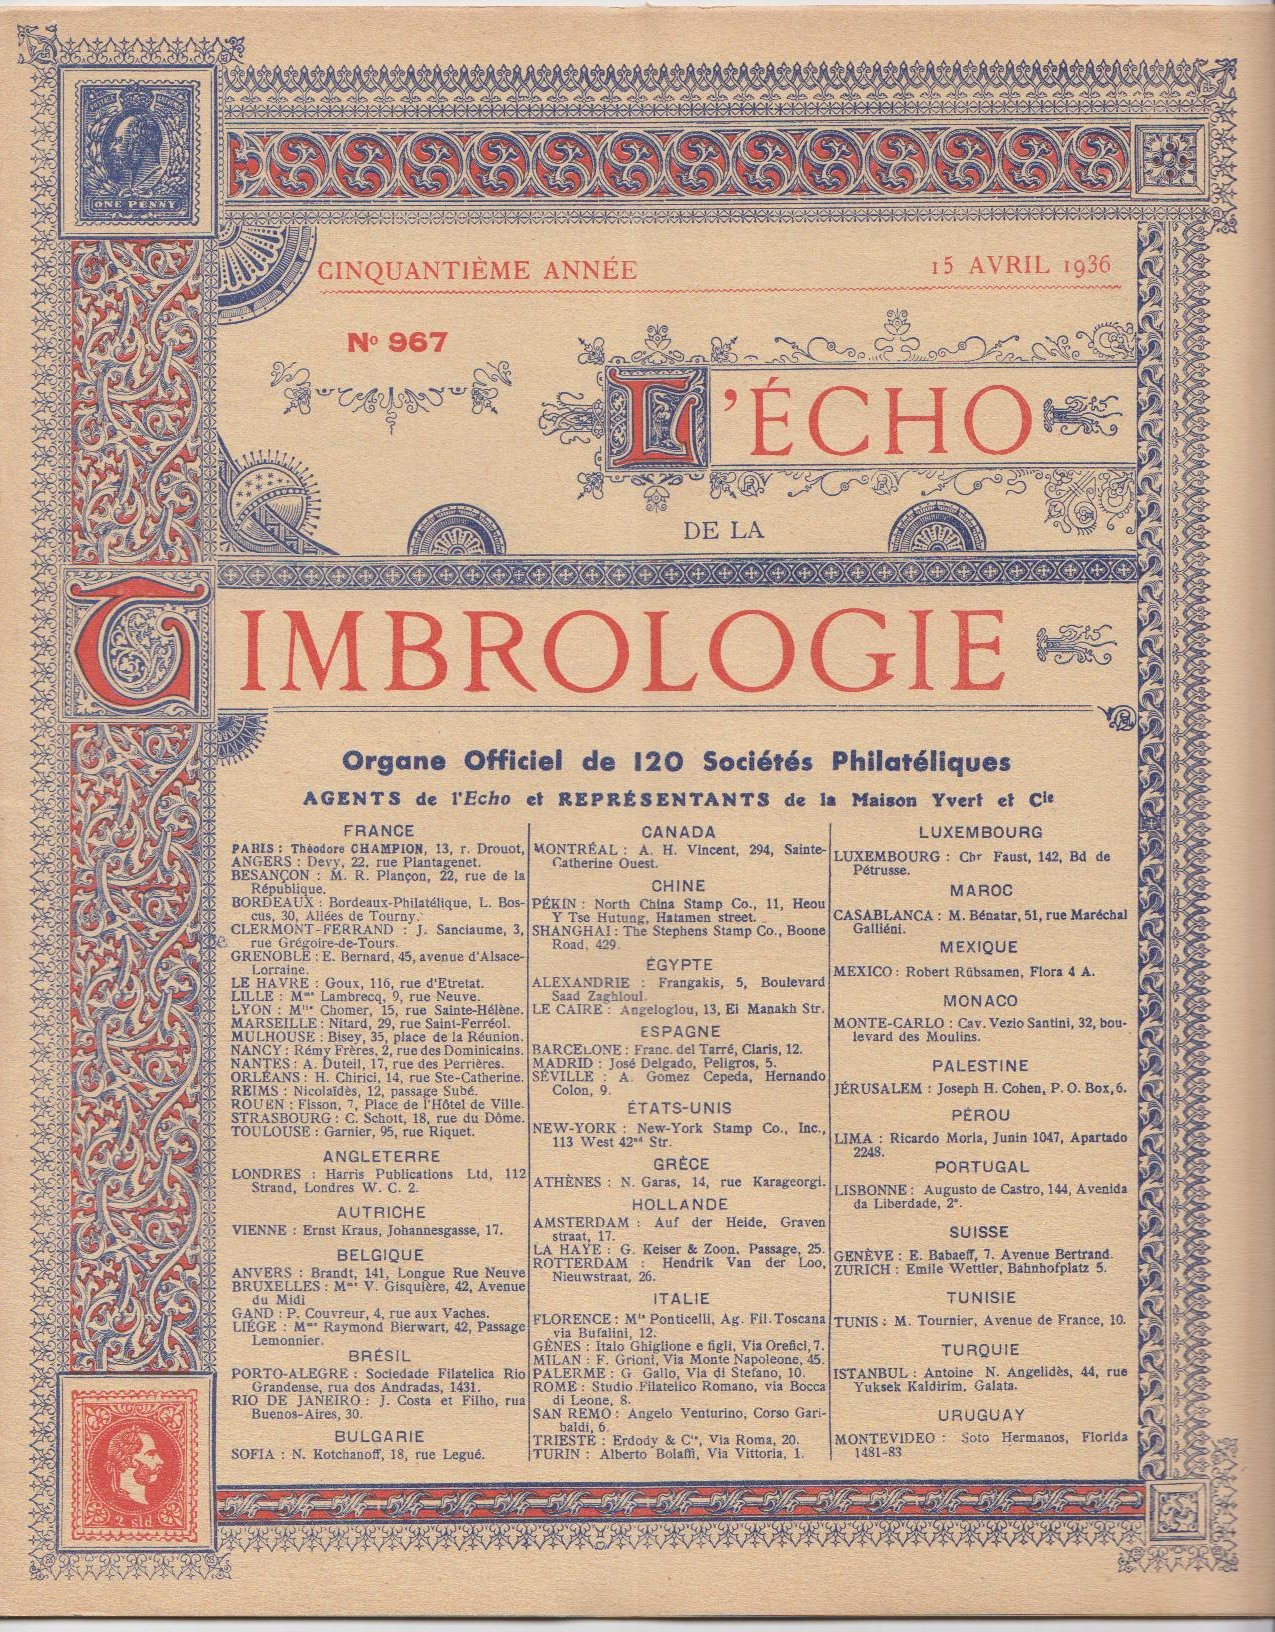 ONE PENNY
CINQUANTIÈME ANNÉE
15 AVRIL 1936
Nº 967
L'ÉCHO
DE LA
TIMBROLOGIE
Organe Officiel de 120 Sociétés Philatéliques
AGENTS de l'Echo et REPRÉSENTANTS de la Maison Yvert et Cie
FRANCE
PARIS : Théodore CHAMPION, 13, r. Drouot,
ANGERS : Devy, 22, rue Plantagenet.
BESANÇON : M. R. Plançon, 22, rue de la
République.
BORDEAUX : Bordeaux-Philatélique, L. Bos-
cus, 30, Allées de Tourny.
CLERMONT-FERRAND : J. Sanciaume, 3,
rue Grégoire-de-Tours.
GRENOBLE : E. Bernard, 45, avenue d'Alsace-
Lorraine.
LE HAVRE : Goux, 116, rue d'Etretat.
LILLE : Mme Lambrecq, 9, rue Neuve.
LYON : Mlle Chomer, 15, rue Sainte-Hélène.
MARSEILLE : Nitard, 29, rue Saint-Ferréol.
MULHOUSE : Bisey, 35, place de la Réunion.
NANCY : Rémy Frères, 2, rue des Dominicains.
NANTES : A. Duteil, 17, rue des Perrières.
ORLÉANS : H. Chirici, 14, rue Ste-Catherine.
REIMS : Nicolaïdès, 12, passage Subé.
ROUEN : Fisson, 7, Place de l'Hôtel de Ville.
STRASBOURG : C. Schott, 18, rue du Dôme.
TOULOUSE : Garnier, 95, rue Riquet.
ANGLETERRE
LONDRES : Harris Publications Ltd, 112
Strand, Londres W. C. 2.
AUTRICHE
VIENNE : Ernst Kraus, Johannesgasse, 17.
BELGIQUE
ANVERS : Brandt, 141, Longue Rue Neuve
BRUXELLES : Mme V. Gisquière, 42, Avenue
du Midi
GAND : P. Couvreur, 4, rue aux Vaches.
LIÉGE : Mme Raymond Bierwart, 42, Passage
Lemonnier.
BRÉSIL
PORTO-ALEGRE : Sociedade Filatelica Rio
Grandense, rua dos Andradas, 1431.
RIO DE JANEIRO : J. Costa et Filho, rua
Buenos-Aires, 30.
BULGARIE
SOFIA : N. Kotchanoff, 18, rue Legué.
CANADA
MONTRÉAL : A. H. Vincent, 294, Sainte-
Catherine Ouest.
CHINE
PÉKIN : North China Stamp Co., 11, Heou
Y Tse Hutung, Hatamen street.
SHANGHAI : The Stephens Stamp Co., Boone
Road, 429.
ÉGYPTE
ALEXANDRIE : Frangakis, 5, Boulevard
Saad Zaghloul.
LE CAIRE : Angeloglou, 13, El Manakh Str.
ESPAGNE
BARCELONE : Franc. del Tarré, Claris, 12.
MADRID : José Delgado, Peligros, 5.
SÉVILLE : A. Gomez Cepeda, Hernando
Colon, 9.
ÉTATS-UNIS
NEW-YORK : New-York Stamp Co., Inc.,
113 West 42nd Str.
GRÈCE
ATHÈNES : N. Garas, 14, rue Karageorgi.
HOLLANDE
AMSTERDAM : Auf der Heide, Graven
straat, 17.
LA HAYE : G. Keiser & Zoon, Passage, 25.
ROTTERDAM : Hendrik Van der Loo,
Nieuwstraat, 26.
ITALIE
FLORENCE : Mis Ponticelli, Ag. Fil. Toscana
via Bufalini, 12.
GÊNES : Italo Ghiglione e figli, Via Orefici, 7.
MILAN : F. Grioni, Via Monte Napoleone, 45.
PALERME : G. Gallo, Via di Stefano, 10.
ROME : Studio Filatelico Romano, via Bocca
di Leone, 8.
SAN REMO : Angelo Venturino, Corso Gari-
baldi, 6
TRIESTE : Erdody & Cie, Via Roma, 20.
TURIN : Alberto Bolaffi, Via Vittoria, 1.
LUXEMBOURG
LUXEMBOURG : Chr Faust, 142, Bd de
Pétrusse.
MAROC
CASABLANCA : M. Bénatar, 51, rue Maréchal
Galliéni.
MEXIQUE
MEXICO : Robert Rübsamen, Flora 4 A.
MONACO
MONTE-CARLO : Cav. Vezio Santini, 32, bou-
levard des Moulins.
PALESTINE
JÉRUSALEM : Joseph H. Cohen, P. O. Box, 6.
PÉROU
LIMA : Ricardo Morla, Junin 1047, Apartado
2248.
PORTUGAL
LISBONNE : Augusto de Castro, 144, Avenida
da Liberdade, 2º.
SUISSE
GENÈVE : E. Babaeff, 7, Avenue Bertrand.
ZURICH : Emile Wettler, Bahnhofplatz 5.
TUNISIE
TUNIS : M. Tournier, Avenue de France, 10.
TURQUIE
ISTANBUL : Antoine N. Angelidès, 44, rue
Yuksek Kaldirim, Galata.
URUGUAY
MONTEVIDEO : Soto Hermanos, Florida
1481-83
2 sld